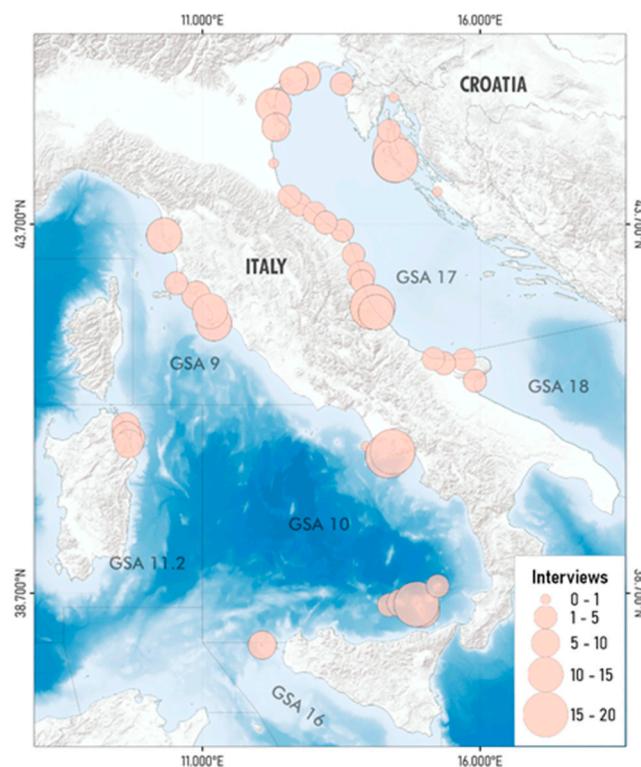 11.000°E
16.000°E
CROATIA
43.700°N
43.700°N
ITALY
GSA 17
GSA 9
GSA 18
GSA 10
GSA 11.2
38.700°N
38.700°N
GSA 16
Interviews
0 - 1
1 - 5
5 - 10
10 - 15
15 - 20
11.000°E
16.000°E